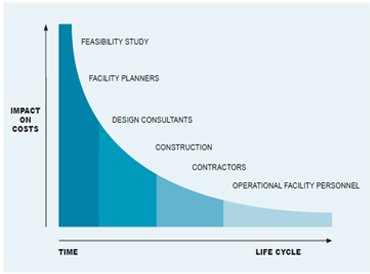 FEASIBILITY STUDY
FACILITY PLANNERS
DESIGN CONSULTANTS
IMPACT
ON
COSTS
CONSTRUCTION
CONTRACTORS
OPERATIONAL FACILITY PERSONNEL
TIME
LIFE CYCLE